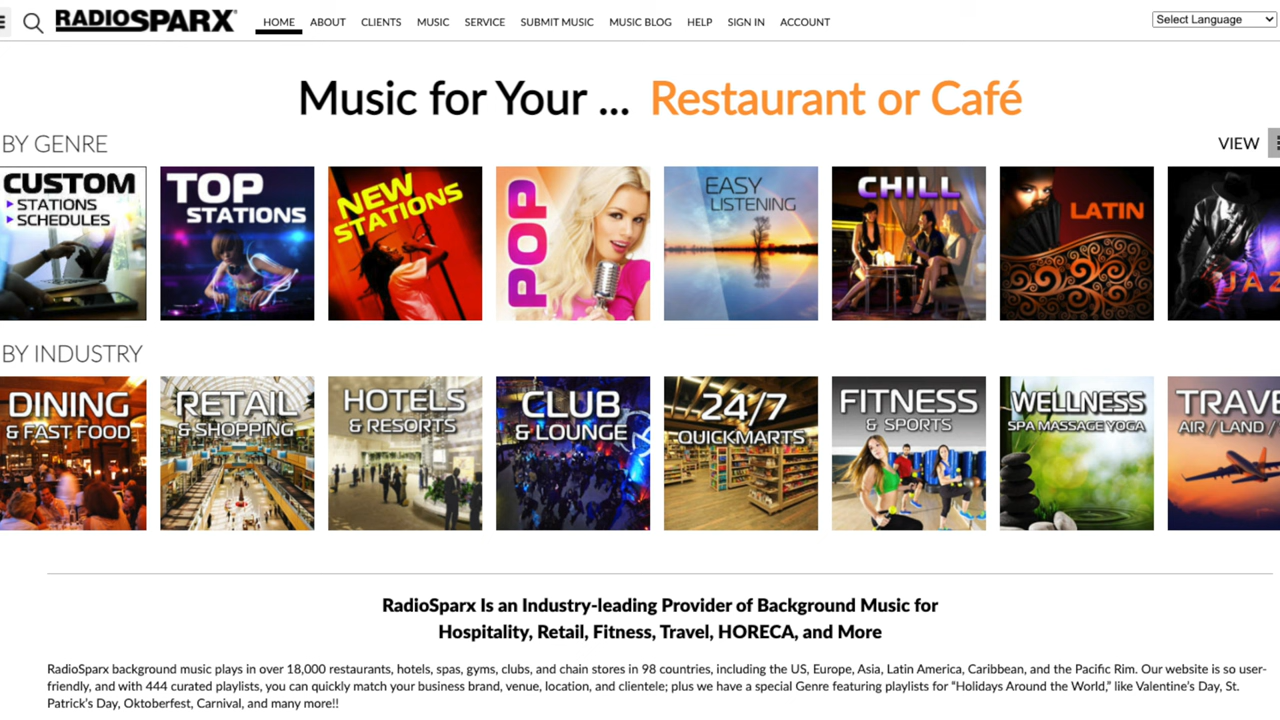 RADIOSPARX®
HOME ABOUT CLIENTS MUSIC SERVICE SUBMIT MUSIC MUSIC BLOG HELP SIGN IN ACCOUNT
Select Language
Music for Your ... Restaurant or Café
BY GENRE
VIEW
CUSTOM
STATIONS
SCHEDULES
TOP
STATIONS
NEW
STATIONS
POP
EASY
LISTENING
CHILL
LATIN
JAZ
BY INDUSTRY
DINING
& FAST FOOD
RETAIL
& SHOPPING
HOTELS
& RESORTS
CLUB
& LOUNGE
24/7
QUICKMARTS
FITNESS
& SPORTS
WELLNESS
SPA MASSAGE YOGA
TRAVE
AIR / LAND /
RadioSparx Is an Industry-leading Provider of Background Music for
Hospitality, Retail, Fitness, Travel, HORECA, and More
RadioSparx background music plays in over 18,000 restaurants, hotels, spas, gyms, clubs, and chain stores in 98 countries, including the US, Europe, Asia, Latin America, Caribbean, and the Pacific Rim. Our website is so user-
friendly, and with 444 curated playlists, you can quickly match your business brand, venue, location, and clientele; plus we have a special Genre featuring playlists for “Holidays Around the World,” like Valentine’s Day, St.
Patrick’s Day, Oktoberfest, Carnival, and many more!!